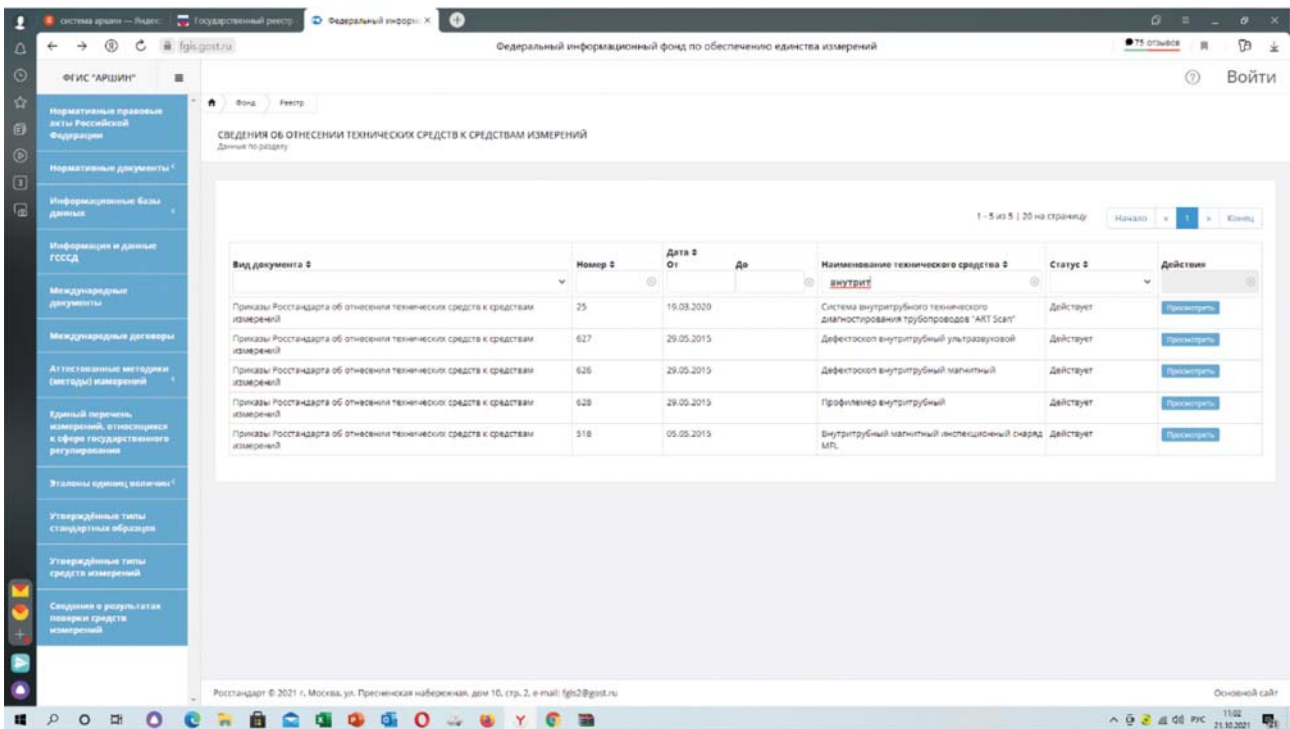 система аршин — Яндекс
Государственный реестр
Федеральный информ
fgis.gost.ru
Федеральный информационный фонд по обеспечению единства измерений
75 отзывов
ФГИС "АРШИН"
Войти
Нормативные правовые
акты Российской
Федерации
Нормативные документы
Информационные базы
данных
Информация и данные
ГСССД
Международные
документы
Международные договоры
Аттестованные методики
(методы) измерений
Единый перечень
измерений, относящихся
к сфере государственного
регулирования
Эталоны единиц величин
Утверждённые типы
стандартных образцов
Утверждённые типы
средств измерений
Сведения о результатах
поверки средств
измерений
Фонд
Реестр
СВЕДЕНИЯ ОБ ОТНЕСЕНИИ ТЕХНИЧЕСКИХ СРЕДСТВ К СРЕДСТВАМ ИЗМЕРЕНИЙ
Данные по разделу
1 - 5 из 5 | 20 на страницу
Начало « 1 » Конец
Вид документа Номер Дата От До Наименование технического средства Статус Действия
внутрит
Приказы Росстандарта об отнесении технических средств к средствам 25 19.03.2020 Система внутритрубного технического Действует Просмотреть
измерений диагностирования трубопроводов "ART Scan"
Приказы Росстандарта об отнесении технических средств к средствам 627 29.05.2015 Дефектоскоп внутритрубный ультразвуковой Действует Просмотреть
измерений
Приказы Росстандарта об отнесении технических средств к средствам 626 29.05.2015 Дефектоскоп внутритрубный магнитный Действует Просмотреть
измерений
Приказы Росстандарта об отнесении технических средств к средствам 628 29.05.2015 Профилемер внутритрубный Действует Просмотреть
измерений
Приказы Росстандарта об отнесении технических средств к средствам 518 05.05.2015 Внутритрубный магнитный инспекционный снаряд Действует Просмотреть
измерений MFL
Росстандарт © 2021 г. Москва, ул. Пресненская набережная, дом 10, стр. 2, e-mail: fgis2@gost.ru
Основной сайт
РУС
11:02
21.10.2021